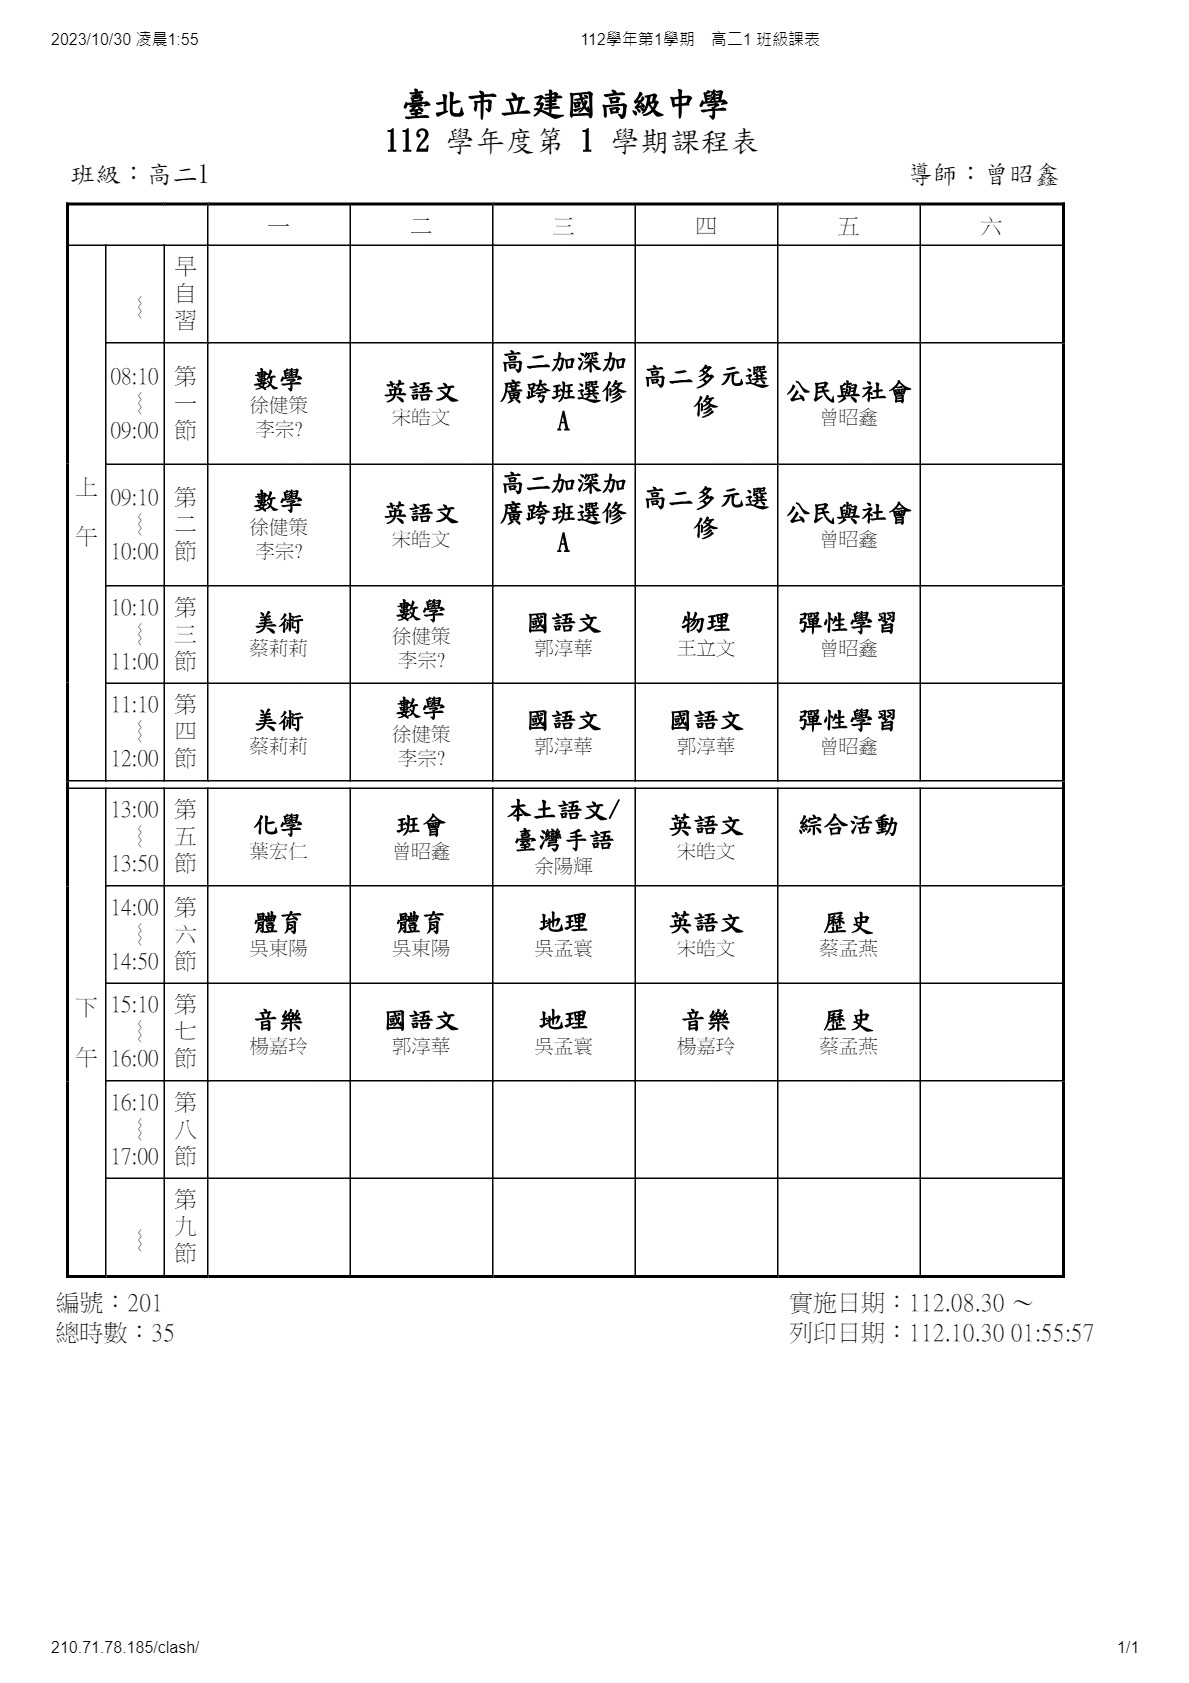 2023/10/30 凌晨1:55
112學年第1學期 高二1 班級課表
臺北市立建國高級中學
112 學年度第 1 學期課程表
班級：高二1
導師：曾昭鑫
一 二 三 四 五 六
上午
早自習
～
08:10
～
09:00
第一節
數學
徐健策
李宗?
英語文
宋皓文
高二加深加
廣跨班選修
A
高二多元選
修
公民與社會
曾昭鑫
09:10
～
10:00
第二節
數學
徐健策
李宗?
英語文
宋皓文
高二加深加
廣跨班選修
A
高二多元選
修
公民與社會
曾昭鑫
10:10
～
11:00
第三節
美術
蔡莉莉
數學
徐健策
李宗?
國語文
郭淳華
物理
王立文
彈性學習
曾昭鑫
11:10
～
12:00
第四節
美術
蔡莉莉
數學
徐健策
李宗?
國語文
郭淳華
國語文
郭淳華
彈性學習
曾昭鑫
下午
13:00
～
13:50
第五節
化學
葉宏仁
班會
曾昭鑫
本土語文/
臺灣手語
余陽輝
英語文
宋皓文
綜合活動
14:00
～
14:50
第六節
體育
吳東陽
體育
吳東陽
地理
吳孟寰
英語文
宋皓文
歷史
蔡孟燕
15:10
～
16:00
第七節
音樂
楊嘉玲
國語文
郭淳華
地理
吳孟寰
音樂
楊嘉玲
歷史
蔡孟燕
16:10
～
17:00
第八節
～
第九節
編號：201
實施日期：112.08.30 ～
總時數：35
列印日期：112.10.30 01:55:57
210.71.78.185/clash/
1/1